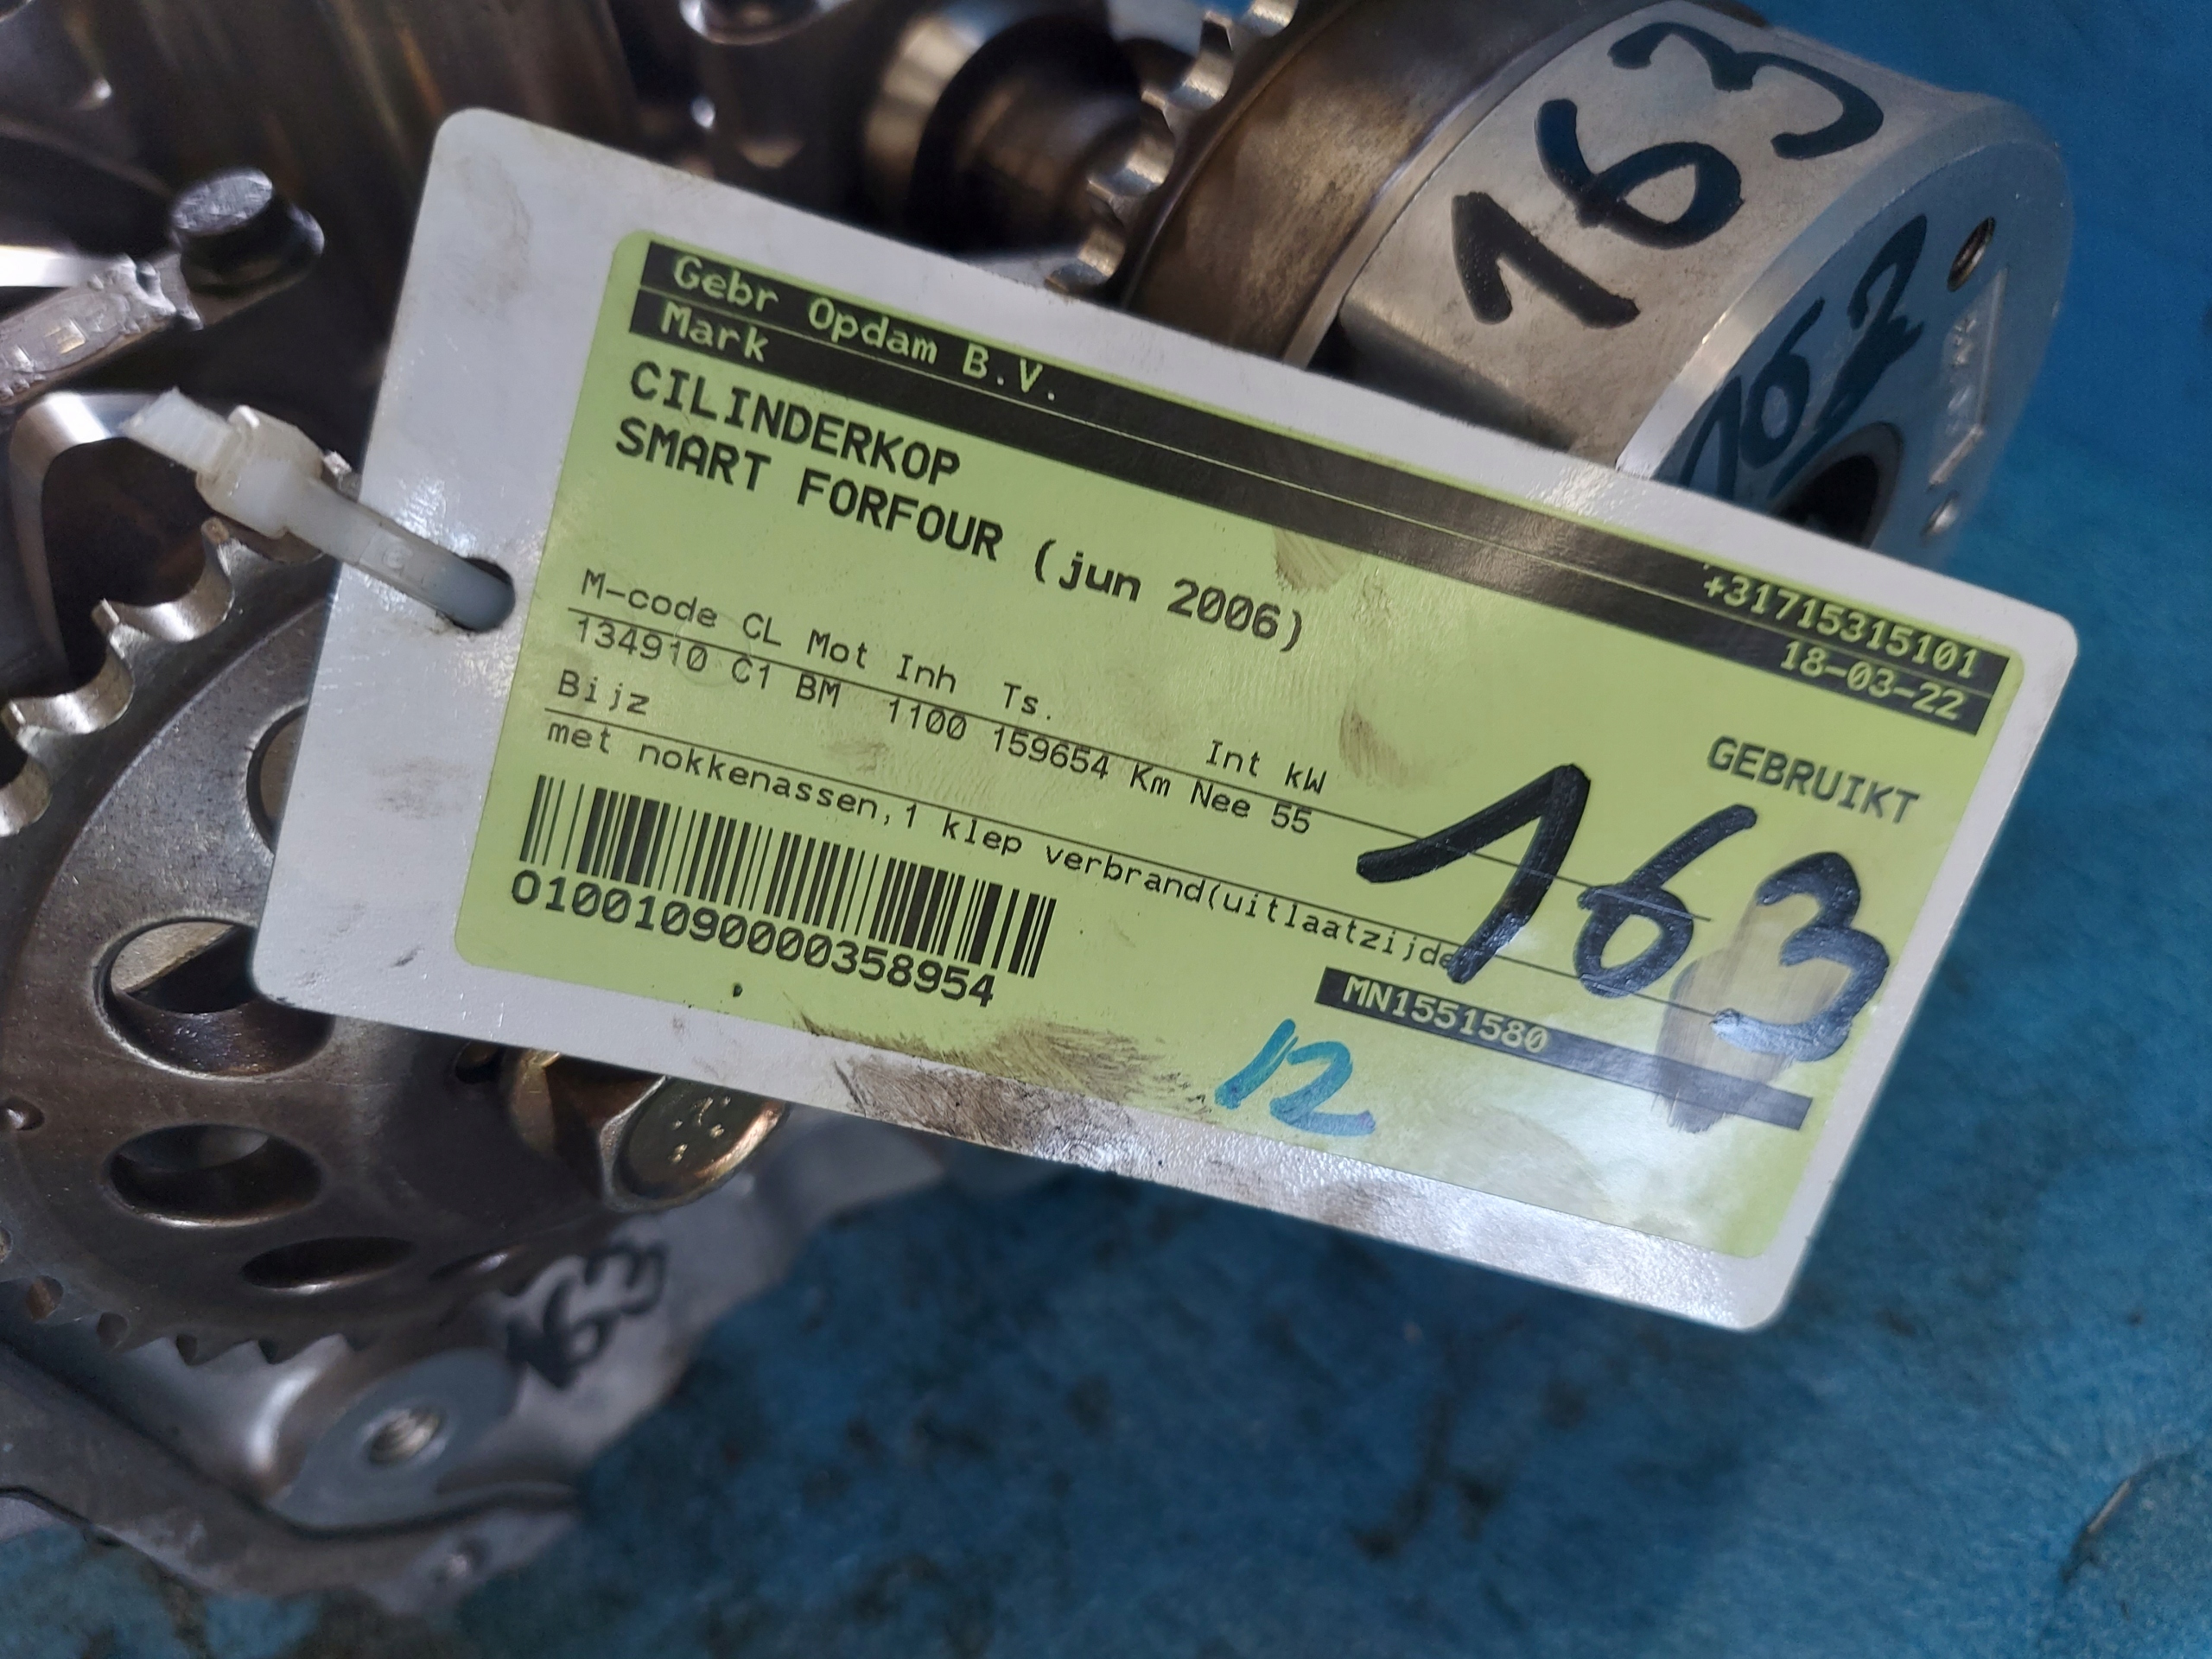 163
162
Gebr Opdam B.V.
+31715315101
Mark
18-03-22
CILINDERKOP
SMART FORFOUR (jun 2006)
GEBRUIKT
M-code CL Mot Inh Ts. Int kW
134910 C1 BM 1100 159654 Km Nee 55
Bijz
met nokkenassen,1 klep verbrand(uitlaatzijde
163
O1001090000358954
MN1551580
12
163